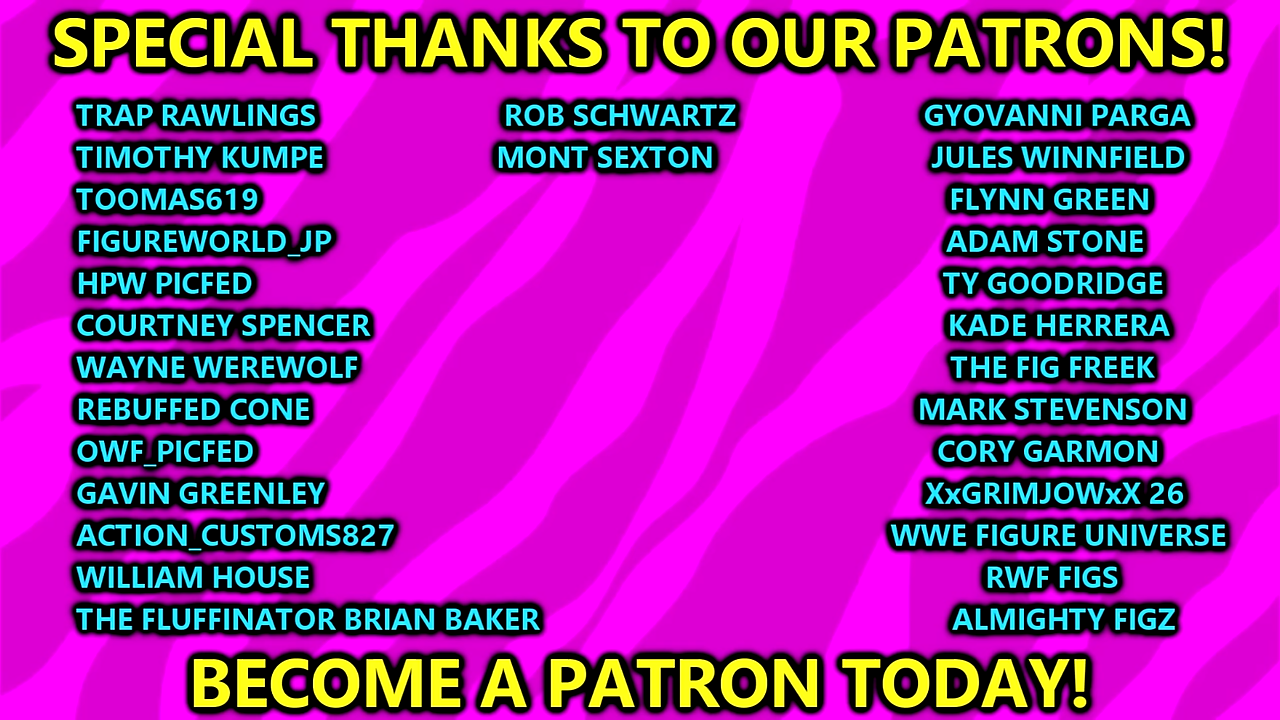 SPECIAL THANKS TO OUR PATRONS!
TRAP RAWLINGS
TIMOTHY KUMPE
TOOMAS619
FIGUREWORLD_JP
HPW PICFED
COURTNEY SPENCER
WAYNE WEREWOLF
REBUFFED CONE
OWF_PICFED
GAVIN GREENLEY
ACTION_CUSTOMS827
WILLIAM HOUSE
THE FLUFFINATOR BRIAN BAKER
ROB SCHWARTZ
MONT SEXTON
GYOVANNI PARGA
JULES WINNFIELD
FLYNN GREEN
ADAM STONE
TY GOODRIDGE
KADE HERRERA
THE FIG FREEK
MARK STEVENSON
CORY GARMON
XxGRIMJOWxX 26
WWE FIGURE UNIVERSE
RWF FIGS
ALMIGHTY FIGZ
BECOME A PATRON TODAY!